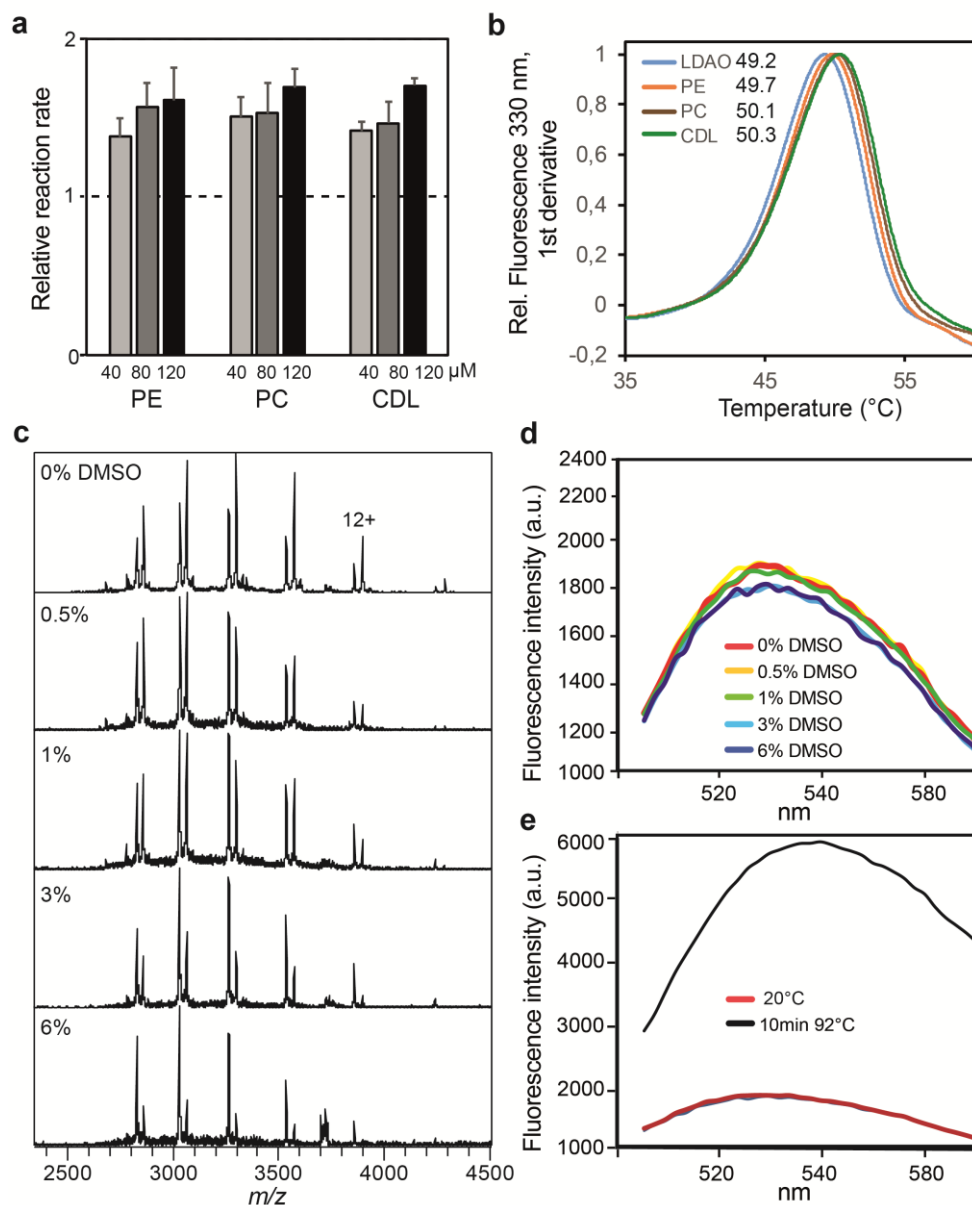 a
Relative reaction rate
2
1
0
40 80 120 40 80 120 40 80 120 µM
PE PC CDL
b
Rel. Fluorescence 330 nm,
1st derivative
LDAO 49.2
PE 49.7
PC 50.1
CDL 50.3
1
0,8
0,6
0,4
0,2
0
-0,2
35 45 55
Temperature (°C)
c
0% DMSO
12+
0.5%
1%
3%
6%
2500 3000 3500 4000 4500
m/z
d
Fluorescence intensity (a.u.)
2400
2200
2000
1800
1600
1400
1200
1000
0% DMSO
0.5% DMSO
1% DMSO
3% DMSO
6% DMSO
520 540 580
nm
e
Fluorescence intensity (a.u.)
6000
5000
4000
3000
2000
1000
20°C
10min 92°C
520 540 580
nm